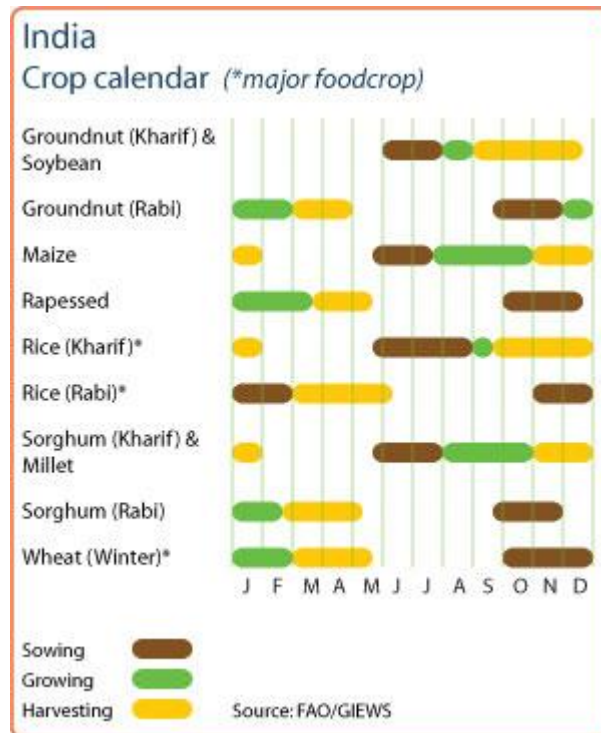 India
Crop calendar (*major foodcrop)
Groundnut (Kharif) &
Soybean
Groundnut (Rabi)
Maize
Rapessed
Rice (Kharif)*
Rice (Rabi)*
Sorghum (Kharif) &
Millet
Sorghum (Rabi)
Wheat (Winter)*
J F M A M J J A S O N D
Sowing
Growing
Harvesting
Source: FAO/GIEWS